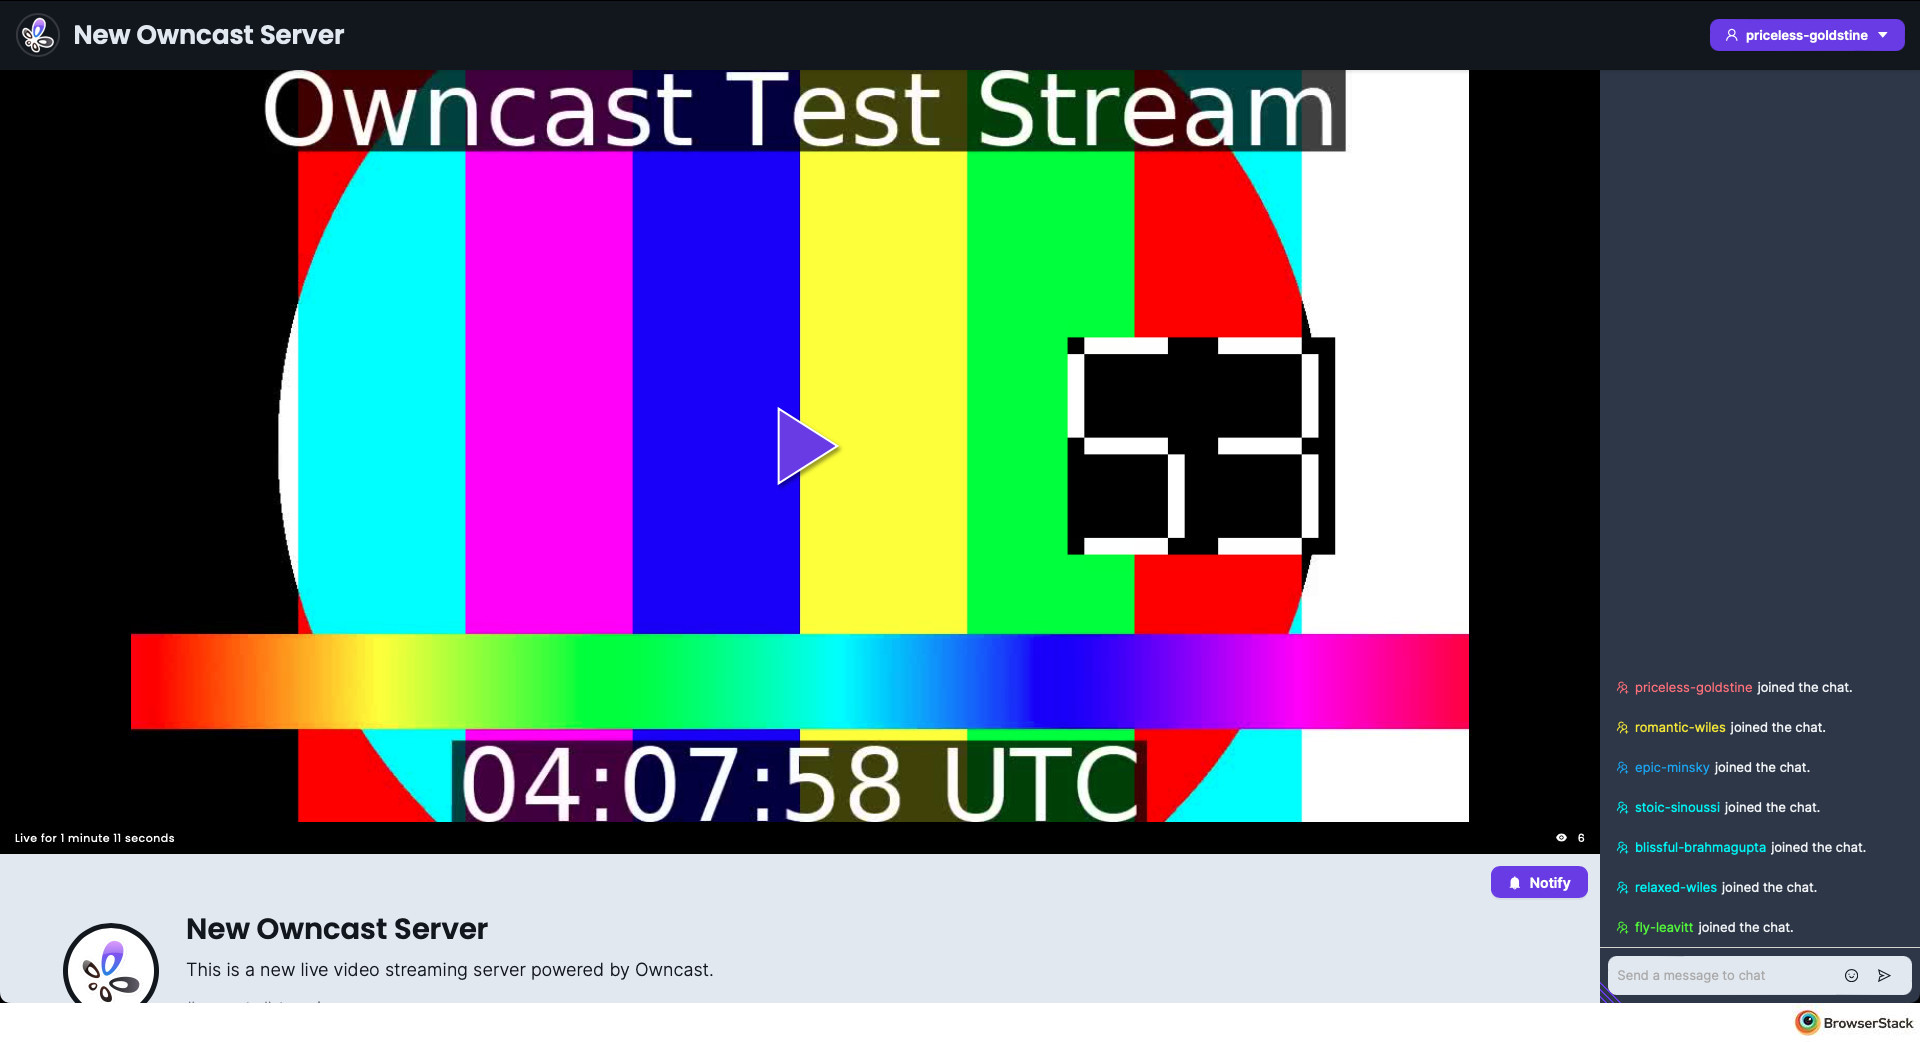 New Owncast Server
priceless-goldstine
Owncast Test Stream
53
04:07:58 UTC
Live for 1 minute 11 seconds
6
Notify
New Owncast Server
This is a new live video streaming server powered by Owncast.
priceless-goldstine joined the chat.
romantic-wiles joined the chat.
epic-minsky joined the chat.
stoic-sinoussi joined the chat.
blissful-brahmagupta joined the chat.
relaxed-wiles joined the chat.
fly-leavitt joined the chat.
Send a message to chat
BrowserStack